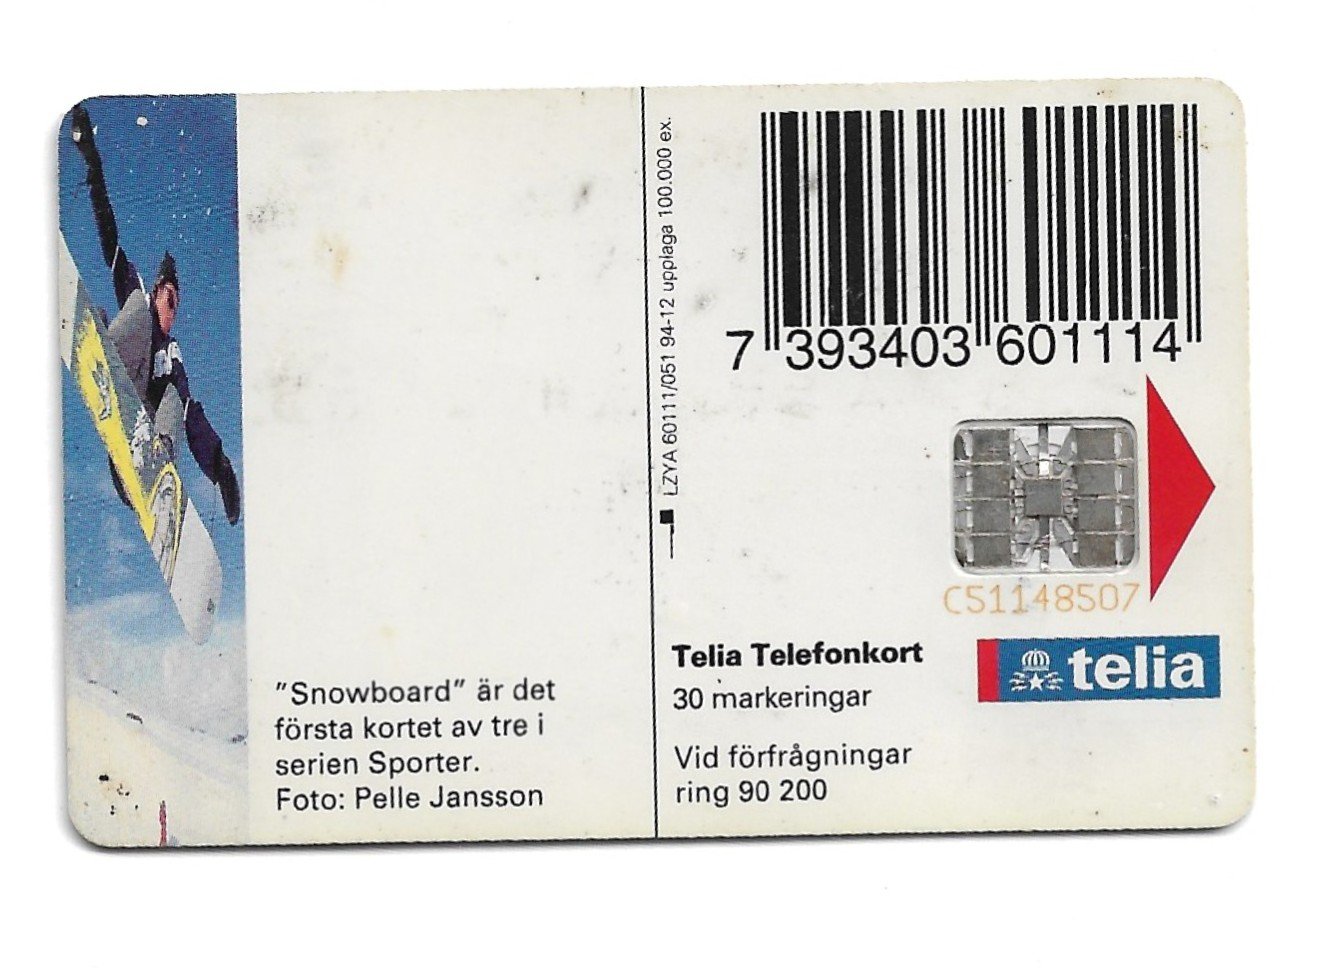 "Snowboard" är det
första kortet av tre i
serien Sporter.
Foto: Pelle Jansson
LZYA 60111/051 94-12 upplaga 100.000 ex.
7 393403 601114
C51148507
telia
Telia Telefonkort
30 markeringar
Vid förfrågningar
ring 90 200